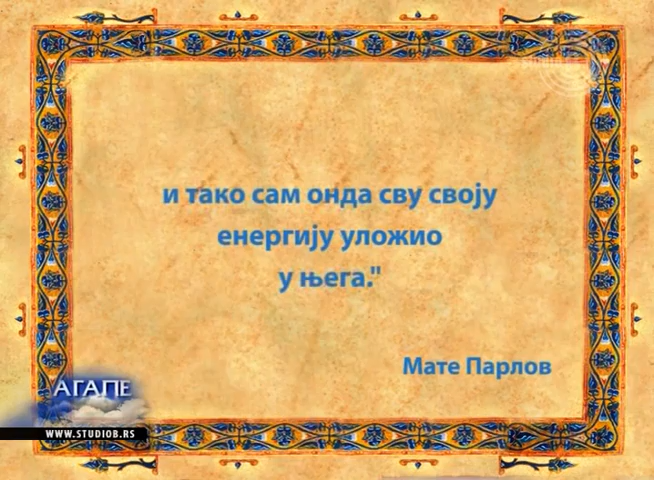 и тако сам онда сву своју
енергију уложио
у њега."
Мате Парлов
АГАПЕ
WWW.STUDIOB.RS